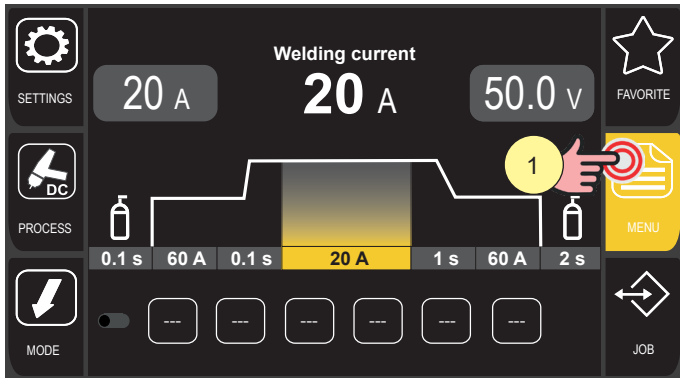 SETTINGS
Welding current
20 A
20 A
50.0 V
FAVORITE
DC
PROCESS
1
MENU
0.1 s 60 A 0.1 s 20 A 1 s 60 A 2 s
MODE
--- --- --- --- --- ---
JOB